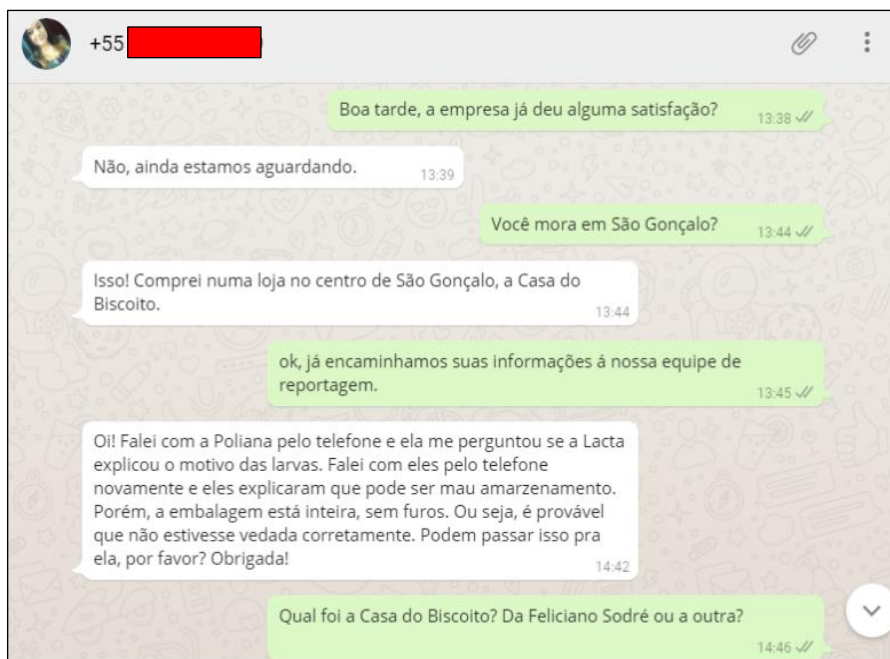 +55
Boa tarde, a empresa já deu alguma satisfação?
13:38
Não, ainda estamos aguardando.
13:39
Você mora em São Gonçalo?
13:44
Isso! Comprei numa loja no centro de São Gonçalo, a Casa do
Biscoito.
13:44
ok, já encaminhamos suas informações á nossa equipe de
reportagem.
13:45
Oi! Falei com a Poliana pelo telefone e ela me perguntou se a Lacta
explicou o motivo das larvas. Falei com eles pelo telefone
novamente e eles explicaram que pode ser mau amarzenamento.
Porém, a embalagem está inteira, sem furos. Ou seja, é provável
que não estivesse vedada corretamente. Podem passar isso pra
ela, por favor? Obrigada!
14:42
Qual foi a Casa do Biscoito? Da Feliciano Sodré ou a outra?
14:46